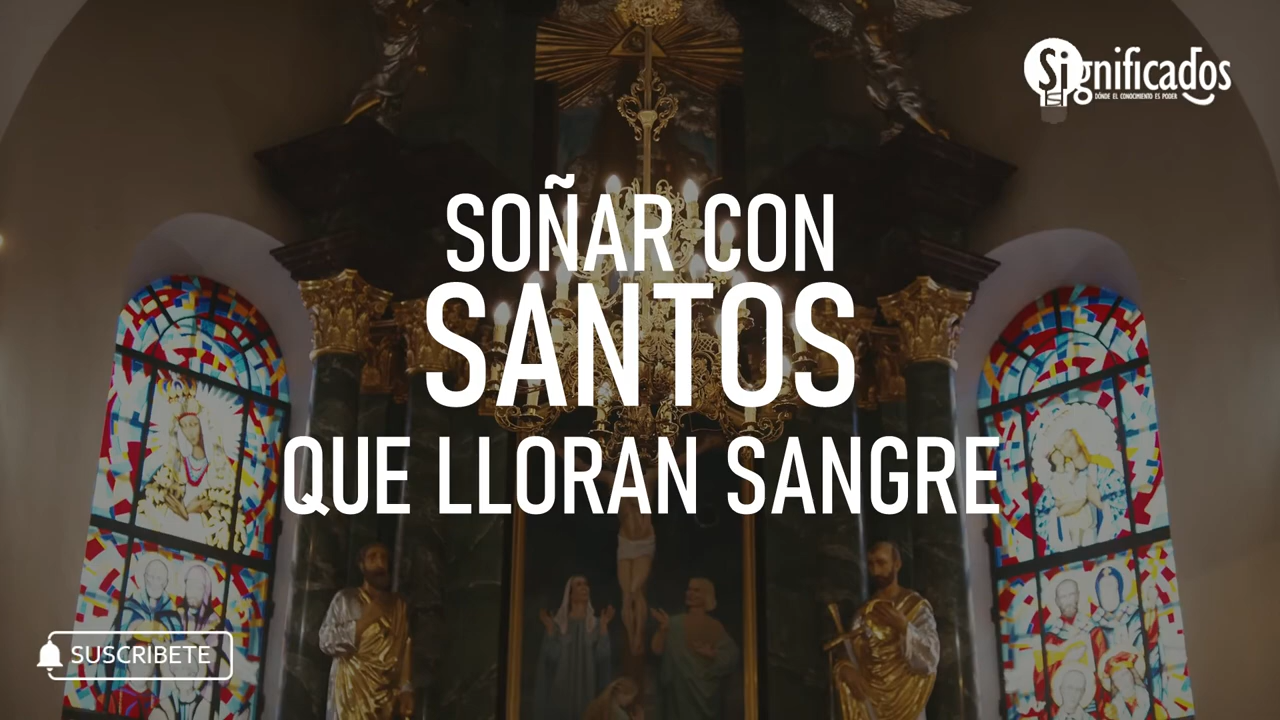 Significados
DÓNDE EL CONOCIMIENTO ES PODER
SOÑAR CON
SANTOS
QUE LLORAN SANGRE
SUSCRIBETE